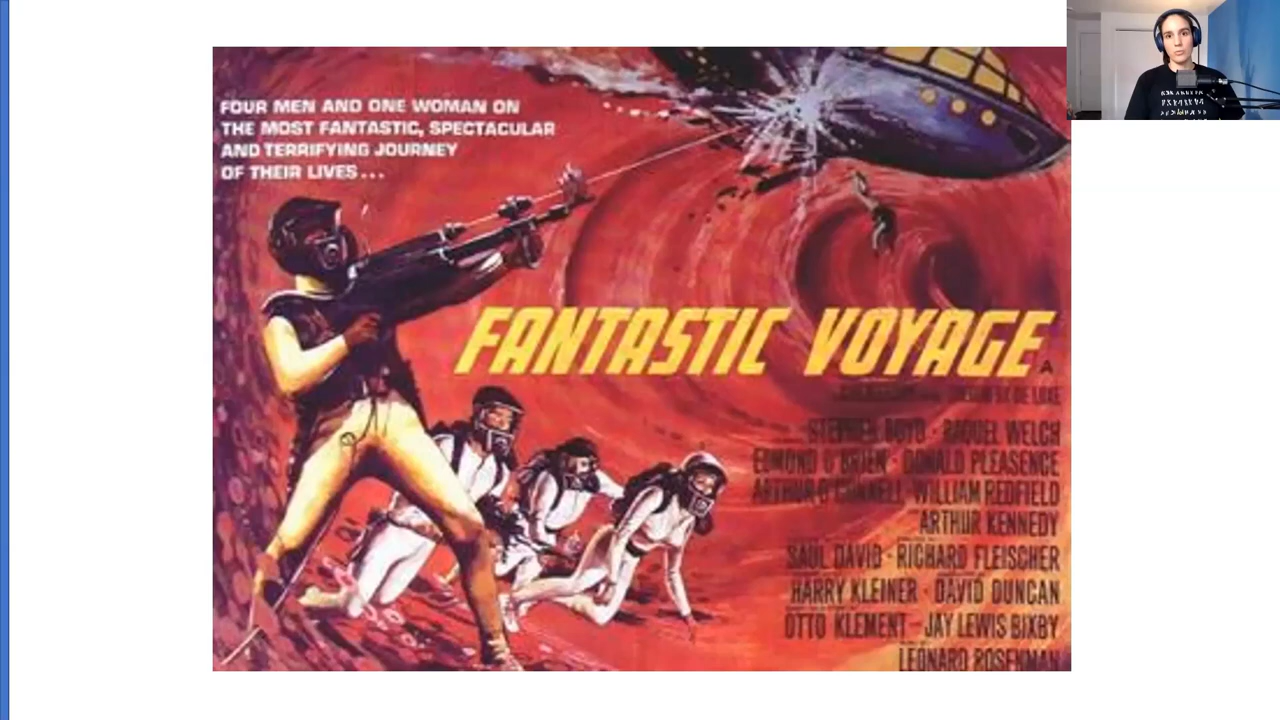 FOUR MEN AND ONE WOMAN ON
THE MOST FANTASTIC, SPECTACULAR
AND TERRIFYING JOURNEY
OF THEIR LIVES...
FANTASTIC VOYAGE
A
STEPHEN BOYD · RAQUEL WELCH
EDMOND O'BRIEN · DONALD PLEASENCE
ARTHUR O'CONNELL · WILLIAM REDFIELD
ARTHUR KENNEDY
SAUL DAVID · RICHARD FLEISCHER
HARRY KLEINER · DAVID DUNCAN
OTTO KLEMENT — JAY LEWIS BIXBY
LEONARD ROSENMAN